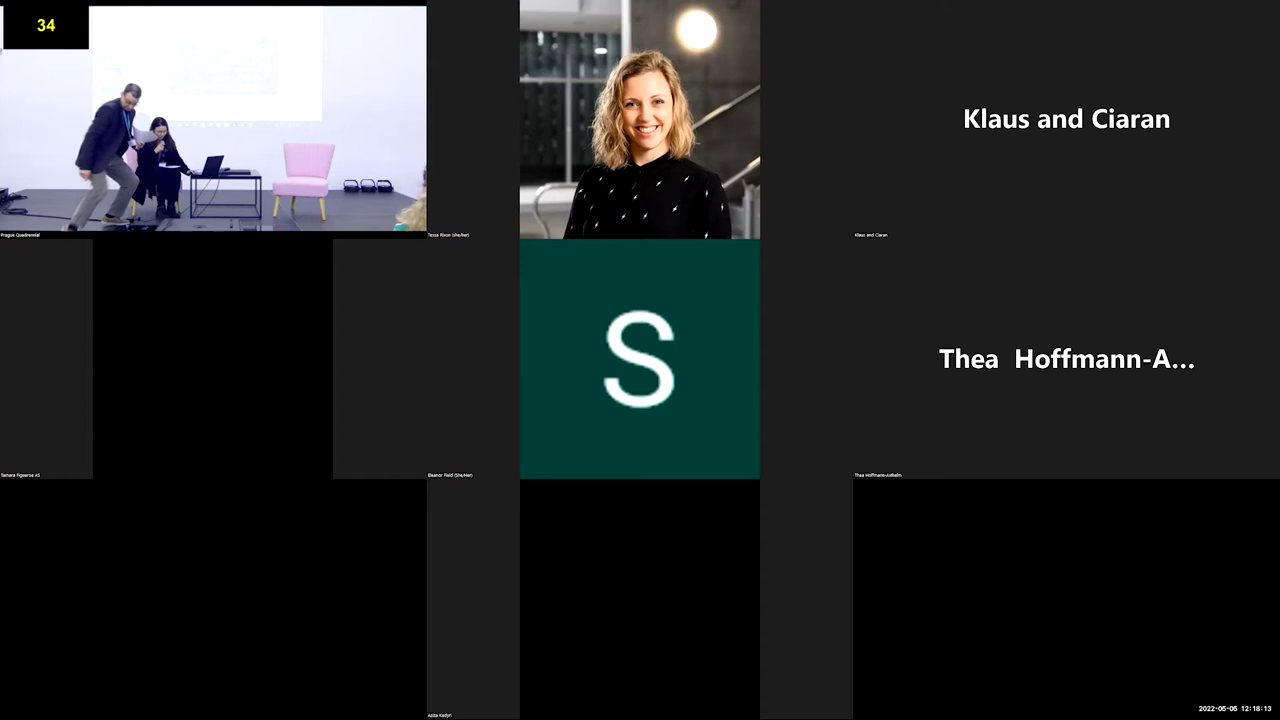 34
Klaus and Ciaran
Prague Quadrennial
Tessa Rixon (she/her)
Klaus and Ciaran
S
Thea Hoffmann-A...
Tamara Figueroa AS
Eleanor Field (She/Her)
Thea Hoffmann-Axthelm
Aziza Kadyri
2022-05-05 12:18:13